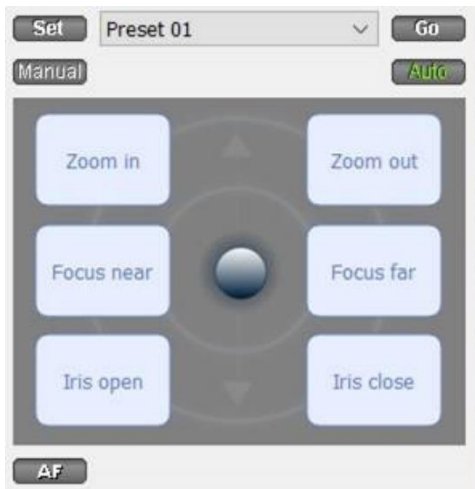 Set Preset 01 Go
Manual Auto
Zoom in Zoom out
Focus near Focus far
Iris open Iris close
AF